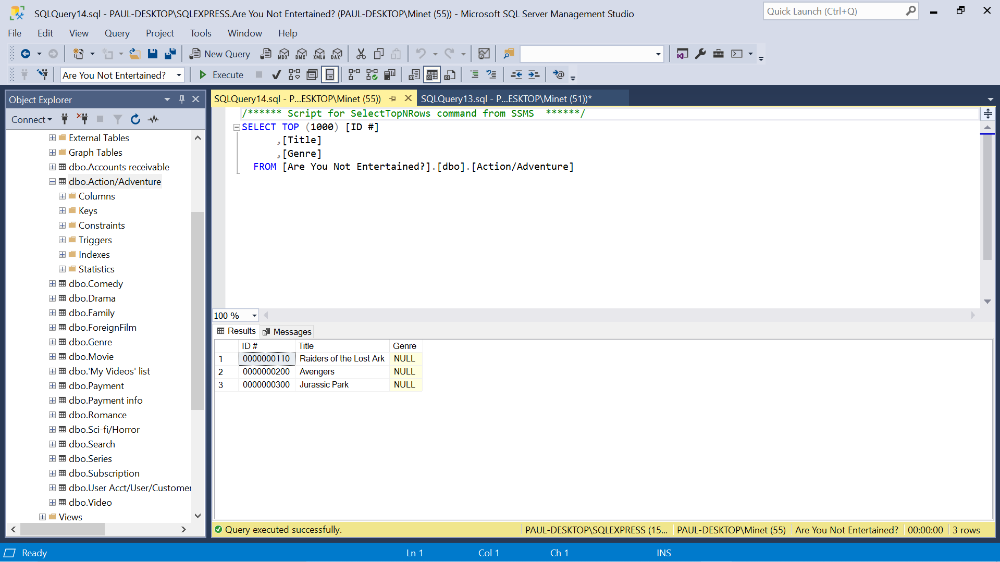 SQLQuery14.sql - PAUL-DESKTOP\SQLEXPRESS.Are You Not Entertained? (PAUL-DESKTOP\Minet (55)) - Microsoft SQL Server Management Studio
Quick Launch (Ctrl+Q)
File Edit View Query Project Tools Window Help
New Query MDX DMX XMLA DAX
Are You Not Entertained? Execute
Object Explorer
Connect
External Tables
Graph Tables
dbo.Accounts receivable
dbo.Action/Adventure
Columns
Keys
Constraints
Triggers
Indexes
Statistics
dbo.Comedy
dbo.Drama
dbo.Family
dbo.ForeignFilm
dbo.Genre
dbo.Movie
dbo.'My Videos' list
dbo.Payment
dbo.Payment info
dbo.Romance
dbo.Sci-fi/Horror
dbo.Search
dbo.Series
dbo.Subscription
dbo.User Acct/User/Customer
dbo.Video
Views
SQLQuery14.sql - P...ESKTOP\Minet (55)) SQLQuery13.sql - P...ESKTOP\Minet (51))*
/****** Script for SelectTopNRows command from SSMS ******/
SELECT TOP (1000) [ID #]
,[Title]
,[Genre]
FROM [Are You Not Entertained?].[dbo].[Action/Adventure]
100 %
Results Messages
ID # Title Genre
1 0000000110 Raiders of the Lost Ark NULL
2 0000000200 Avengers NULL
3 0000000300 Jurassic Park NULL
Query executed successfully. PAUL-DESKTOP\SQLEXPRESS (15... PAUL-DESKTOP\Minet (55) Are You Not Entertained? 00:00:00 3 rows
Ready Ln 1 Col 1 Ch 1 INS